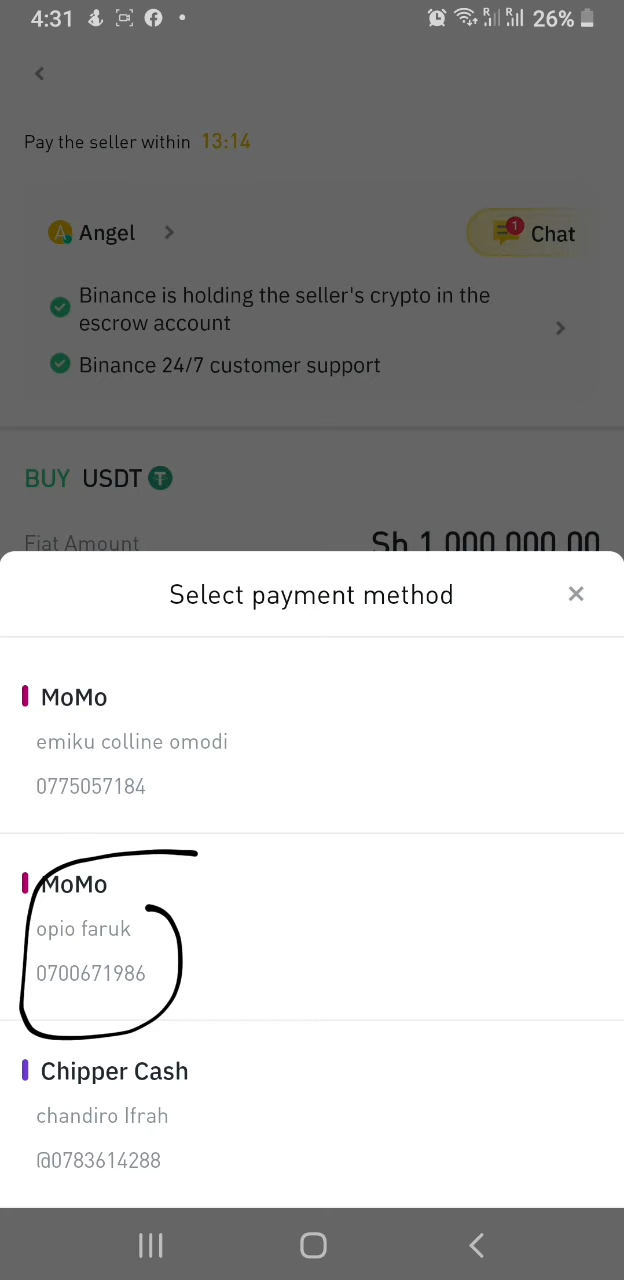 4:31
26%
Pay the seller within 13:14
A Angel
1 Chat
Binance is holding the seller's crypto in the
escrow account
Binance 24/7 customer support
BUY USDT
Fiat Amount Sh 1,000,000.00
Select payment method
MoMo
emiku colline omodi
0775057184
MoMo
opio faruk
0700671986
Chipper Cash
chandiro Ifrah
@0783614288